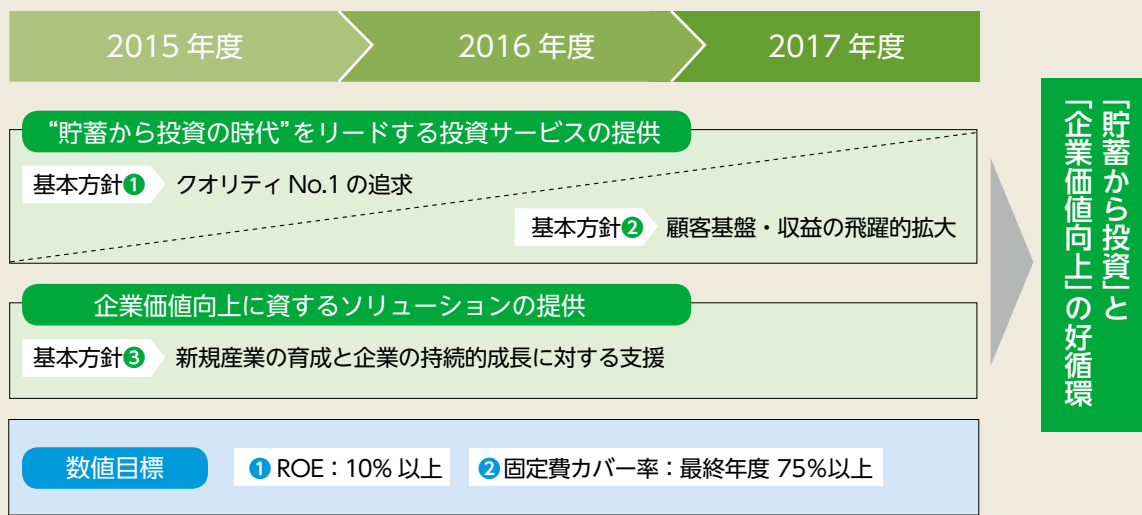 2015 年度
2016 年度
2017 年度
“貯蓄から投資の時代”をリードする投資サービスの提供
基本方針❶ クオリティ No.1 の追求
基本方針❷ 顧客基盤・収益の飛躍的拡大
企業価値向上に資するソリューションの提供
基本方針❸ 新規産業の育成と企業の持続的成長に対する支援
数値目標
❶ ROE：10% 以上
❷ 固定費カバー率：最終年度 75%以上
「貯蓄から投資」と
「企業価値向上」の好循環